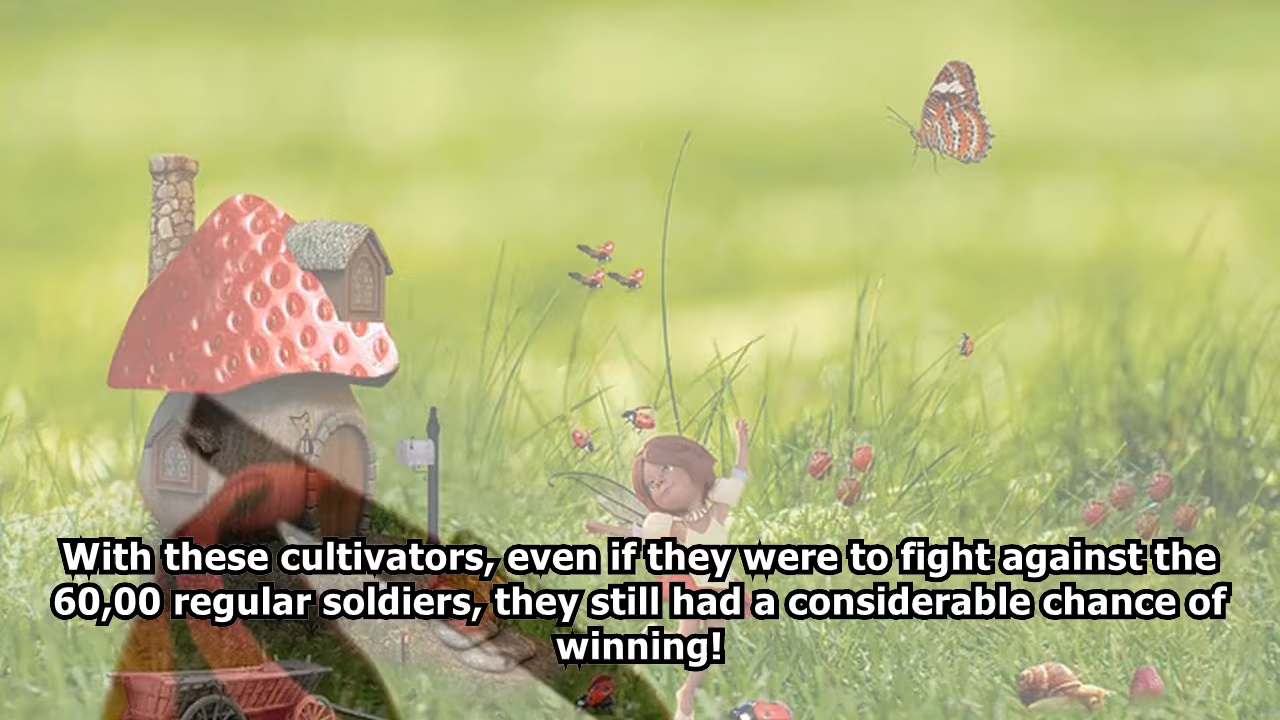 With these cultivators, even if they were to fight against the
60,00 regular soldiers, they still had a considerable chance of
winning!